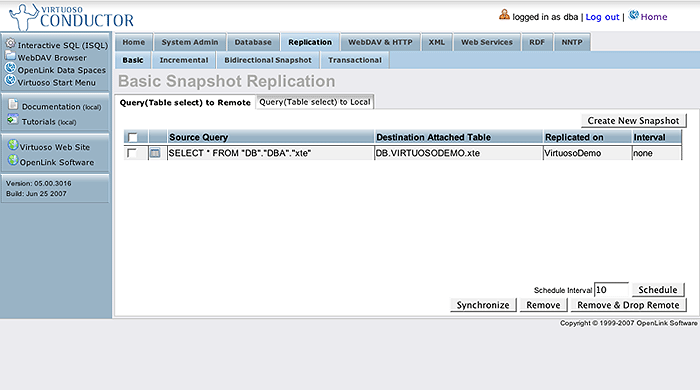 VIRTUOSO
CONDUCTOR
logged in as dba | Log out | Home
Interactive SQL (ISQL)
WebDAV Browser
OpenLink Data Spaces
Virtuoso Start Menu
Documentation (local)
Tutorials (local)
Virtuoso Web Site
OpenLink Software
Version: 05.00.3016
Build: Jun 25 2007
Home System Admin Database Replication WebDAV & HTTP XML Web Services RDF NNTP
Basic Incremental Bidirectional Snapshot Transactional
Basic Snapshot Replication
Query(Table select) to Remote Query(Table select) to Local
Create New Snapshot
Source Query Destination Attached Table Replicated on Interval
SELECT * FROM "DB"."DBA"."xte" DB.VIRTUOSODEMO.xte VirtuosoDemo none
Schedule Interval 10 Schedule
Synchronize Remove Remove & Drop Remote
Copyright © 1999-2007 OpenLink Software